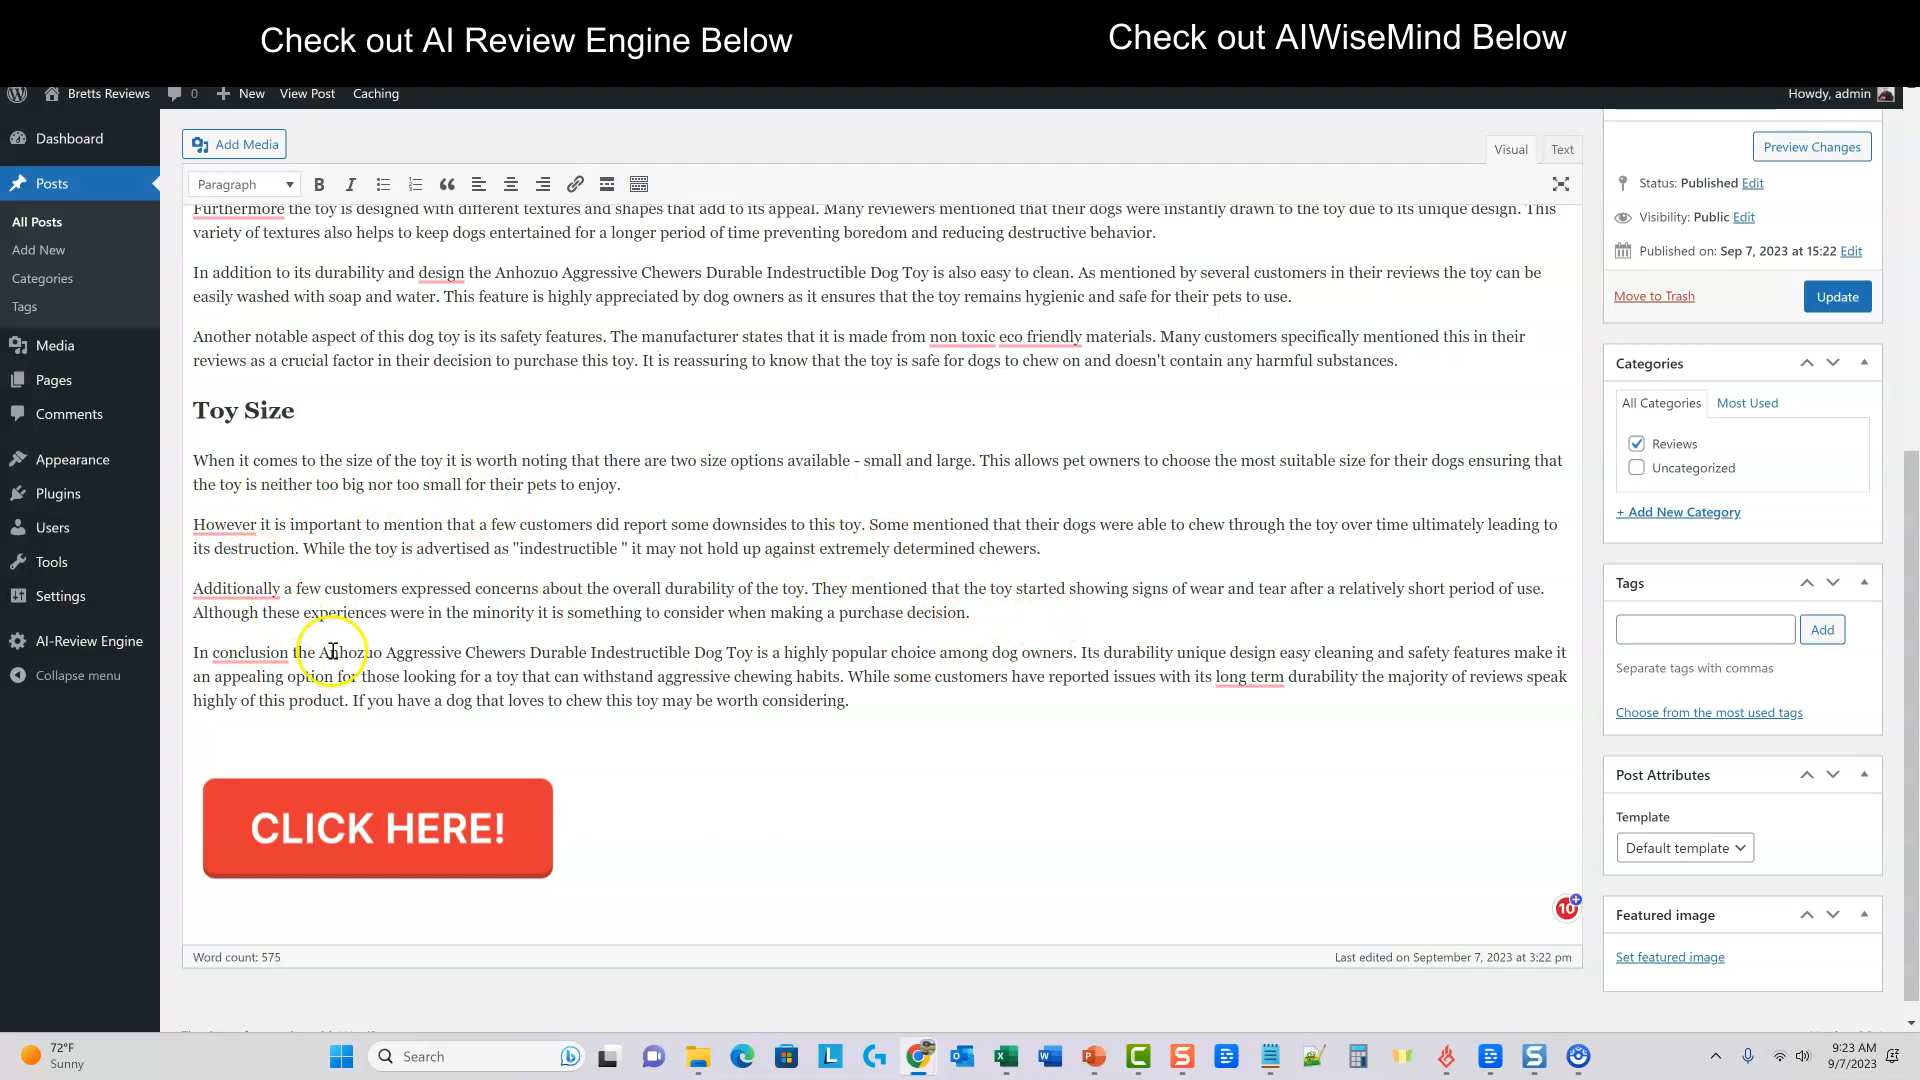 Check out AI Review Engine Below
Check out AIWiseMind Below
Bretts Reviews
0
New
View Post
Caching
Howdy, admin
Dashboard
Posts
All Posts
Add New
Categories
Tags
Media
Pages
Comments
Appearance
Plugins
Users
Tools
Settings
AI-Review Engine
Collapse menu
Add Media
Visual
Text
Paragraph
B
I
Furthermore the toy is designed with different textures and shapes that add to its appeal. Many reviewers mentioned that their dogs were instantly drawn to the toy due to its unique design. This
variety of textures also helps to keep dogs entertained for a longer period of time preventing boredom and reducing destructive behavior.
In addition to its durability and design the Anhozuo Aggressive Chewers Durable Indestructible Dog Toy is also easy to clean. As mentioned by several customers in their reviews the toy can be
easily washed with soap and water. This feature is highly appreciated by dog owners as it ensures that the toy remains hygienic and safe for their pets to use.
Another notable aspect of this dog toy is its safety features. The manufacturer states that it is made from non toxic eco friendly materials. Many customers specifically mentioned this in their
reviews as a crucial factor in their decision to purchase this toy. It is reassuring to know that the toy is safe for dogs to chew on and doesn't contain any harmful substances.
Toy Size
When it comes to the size of the toy it is worth noting that there are two size options available - small and large. This allows pet owners to choose the most suitable size for their dogs ensuring that
the toy is neither too big nor too small for their pets to enjoy.
However it is important to mention that a few customers did report some downsides to this toy. Some mentioned that their dogs were able to chew through the toy over time ultimately leading to
its destruction. While the toy is advertised as "indestructible " it may not hold up against extremely determined chewers.
Additionally a few customers expressed concerns about the overall durability of the toy. They mentioned that the toy started showing signs of wear and tear after a relatively short period of use.
Although these experiences were in the minority it is something to consider when making a purchase decision.
In conclusion the Anhozuo Aggressive Chewers Durable Indestructible Dog Toy is a highly popular choice among dog owners. Its durability unique design easy cleaning and safety features make it
an appealing option for those looking for a toy that can withstand aggressive chewing habits. While some customers have reported issues with its long term durability the majority of reviews speak
highly of this product. If you have a dog that loves to chew this toy may be worth considering.
CLICK HERE!
10
Word count: 575
Last edited on September 7, 2023 at 3:22 pm
Preview Changes
Status: Published Edit
Visibility: Public Edit
Published on: Sep 7, 2023 at 15:22 Edit
Move to Trash
Update
Categories
All Categories
Most Used
Reviews
Uncategorized
+ Add New Category
Tags
Add
Separate tags with commas
Choose from the most used tags
Post Attributes
Template
Default template
Featured image
Set featured image
72°F
Sunny
Search
9:23 AM
9/7/2023